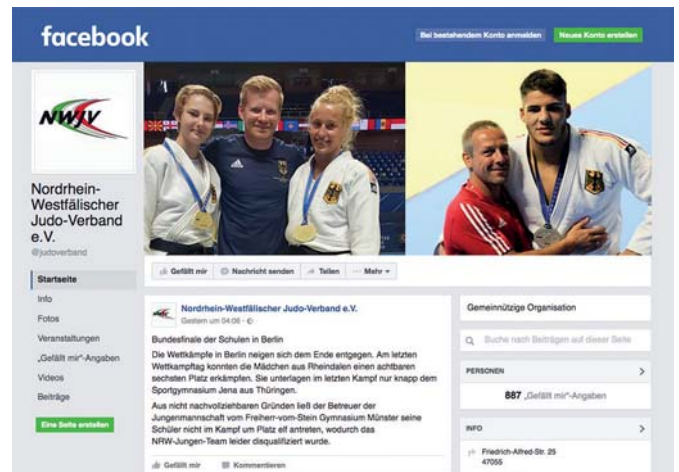 facebook
Bei bestehendem Konto anmelden
Neues Konto erstellen
NWJV
Nordrhein-
Westfälischer
Judo-Verband
e.V.
@judoverband
Startseite
Info
Fotos
Veranstaltungen
„Gefällt mir"-Angaben
Videos
Beiträge
Eine Seite erstellen
Gefällt mir
Nachricht senden
Teilen
Mehr
Nordrhein-Westfälischer Judo-Verband e.V.
Gestern um 04:06 ·
Bundesfinale der Schulen in Berlin
Die Wettkämpfe in Berlin neigen sich dem Ende entgegen. Am letzten
Wettkampftag konnten die Mädchen aus Rheindalen einen achtbaren
sechsten Platz erkämpfen. Sie unterlagen im letzten Kampf nur knapp dem
Sportgymnasium Jena aus Thüringen.
Aus nicht nachvollziehbaren Gründen ließ der Betreuer der
Jungenmannschaft vom Freiherr-vom-Stein Gymnasium Münster seine
Schüler nicht im Kampf um Platz elf antreten, wodurch das
NRW-Jungen-Team leider disqualifiziert wurde.
Gefällt mir
Kommentieren
Gemeinnützige Organisation
Suche nach Beiträgen auf dieser Seite
PERSONEN
887 „Gefällt mir"-Angaben
INFO
Friedrich-Alfred-Str. 25
47055